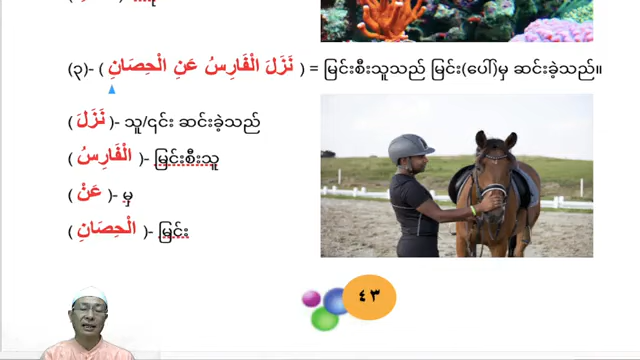 (၃)- ( نَزَلَ الْفَارِسُ عَنِ الْحِصَانِ ) = မြင်းစီးသူသည် မြင်း(ပေါ်)မှ ဆင်းခဲ့သည်။
( نَزَلَ )- သူ/၎င်း ဆင်းခဲ့သည်
( الْفَارِسُ )- မြင်းစီးသူ
( عَنْ )- မှ
( الْحِصَانِ )- မြင်း
٤٣